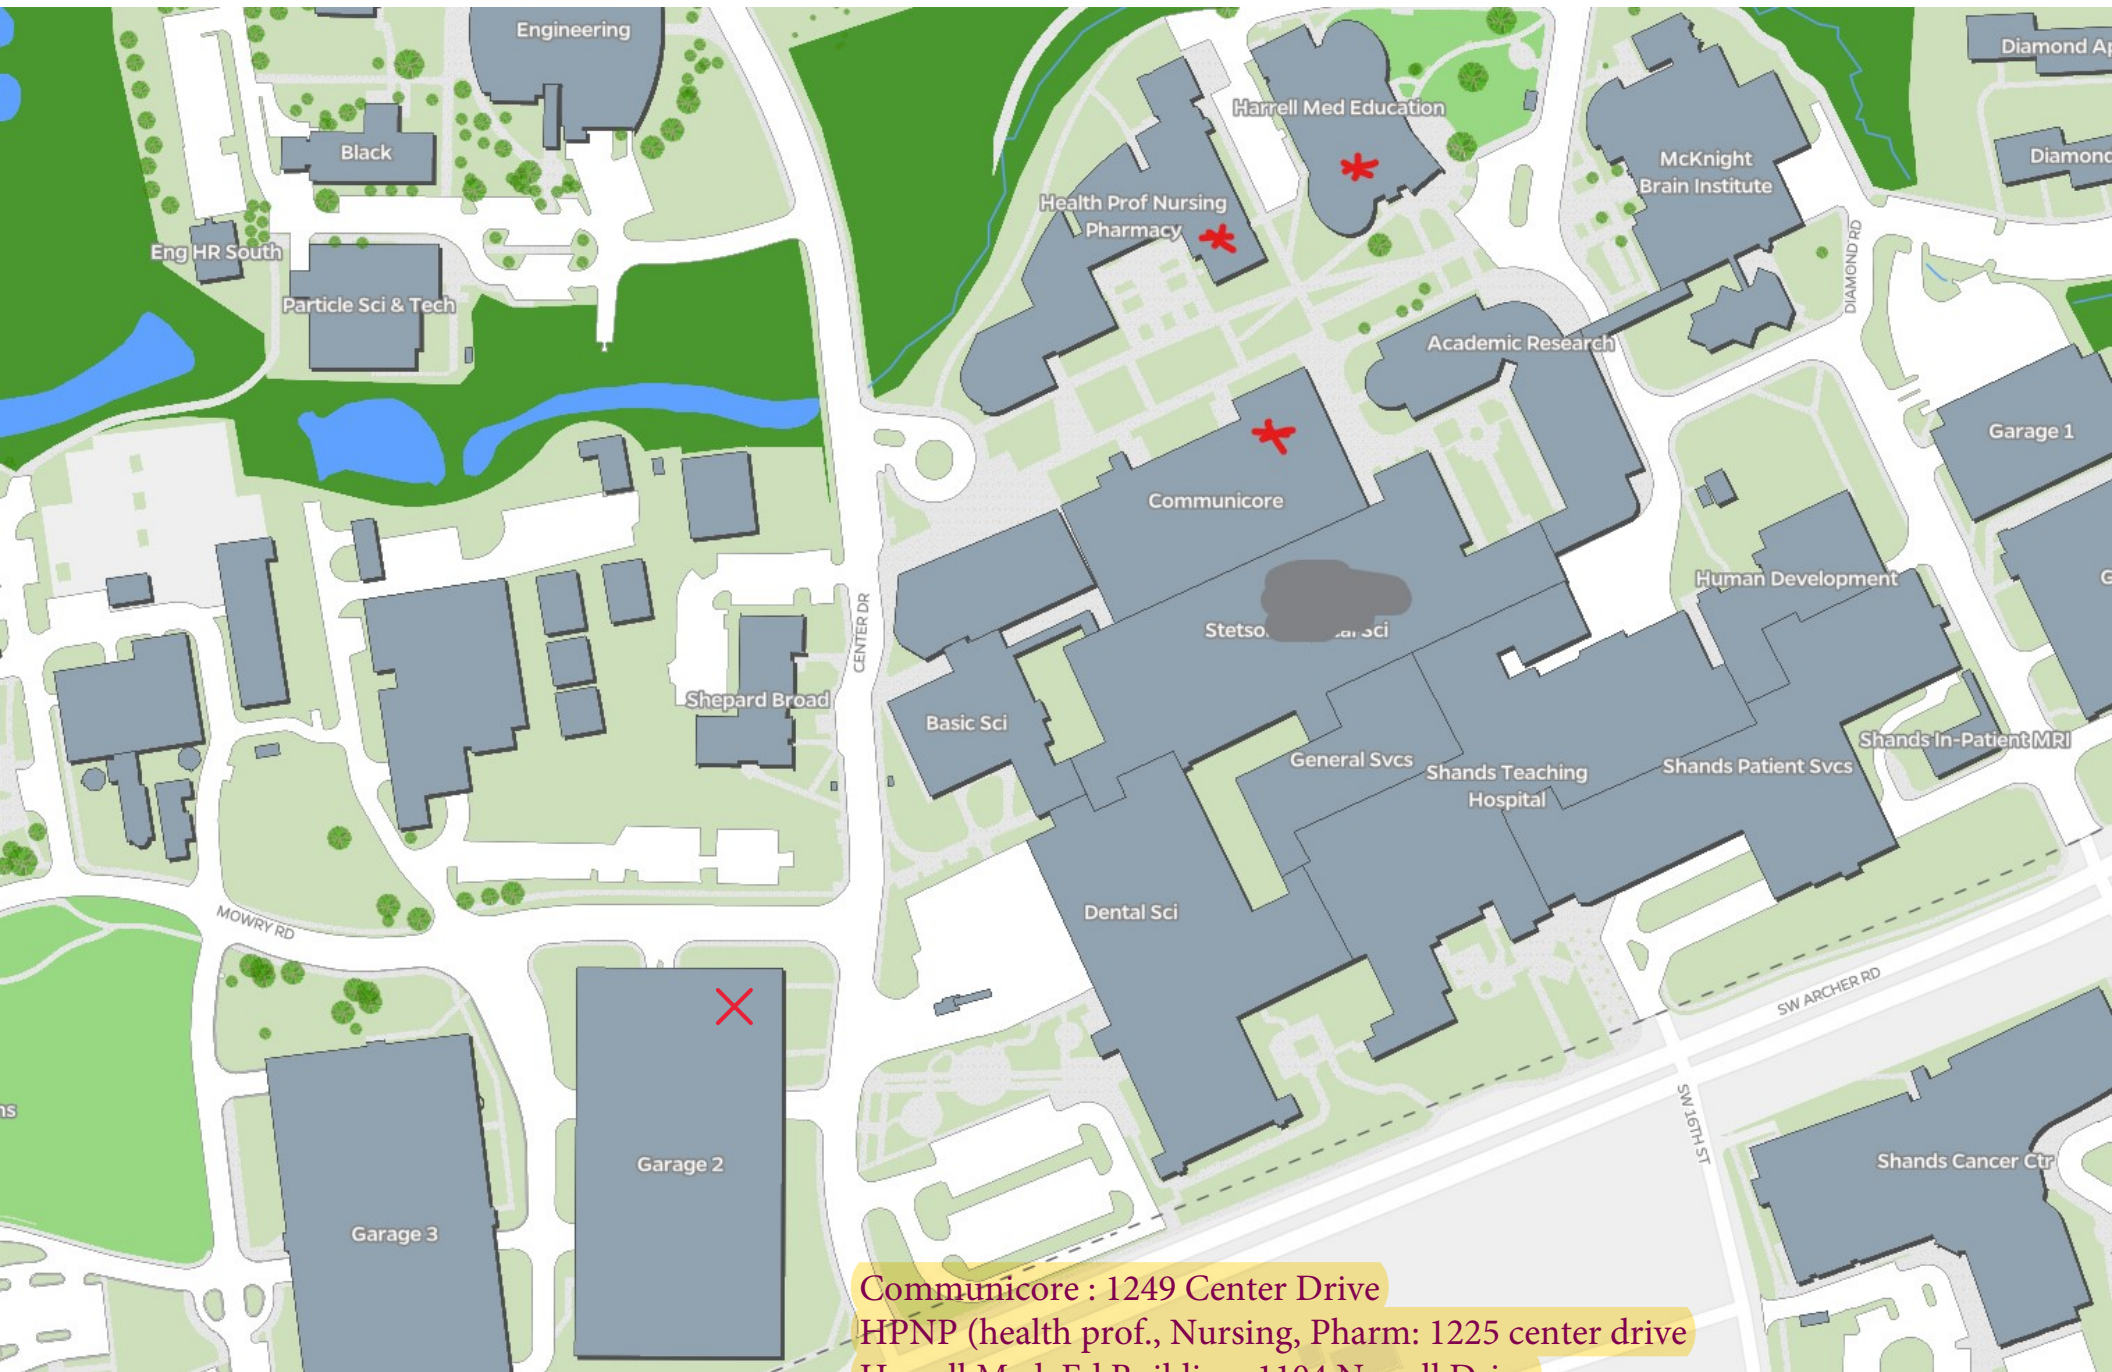 Engineering
Diamond Ap
Harrell Med Education
Black
McKnight
Brain Institute
Diamond
Health Prof Nursing
Pharmacy
Eng HR South
DIAMOND RD
Particle Sci & Tech
Academic Research
Garage 1
Communicore
Human Development
G
CENTER DR
Stetso
al Sci
Shepard Broad
Basic Sci
General Svcs
Shands Teaching
Hospital
Shands Patient Svcs
Shands In-Patient MRI
MOWRY RD
Dental Sci
SW ARCHER RD
ns
SW 16TH ST
Garage 2
Shands Cancer Ctr
Garage 3
Communicore : 1249 Center Drive
HPNP (health prof., Nursing, Pharm: 1225 center drive